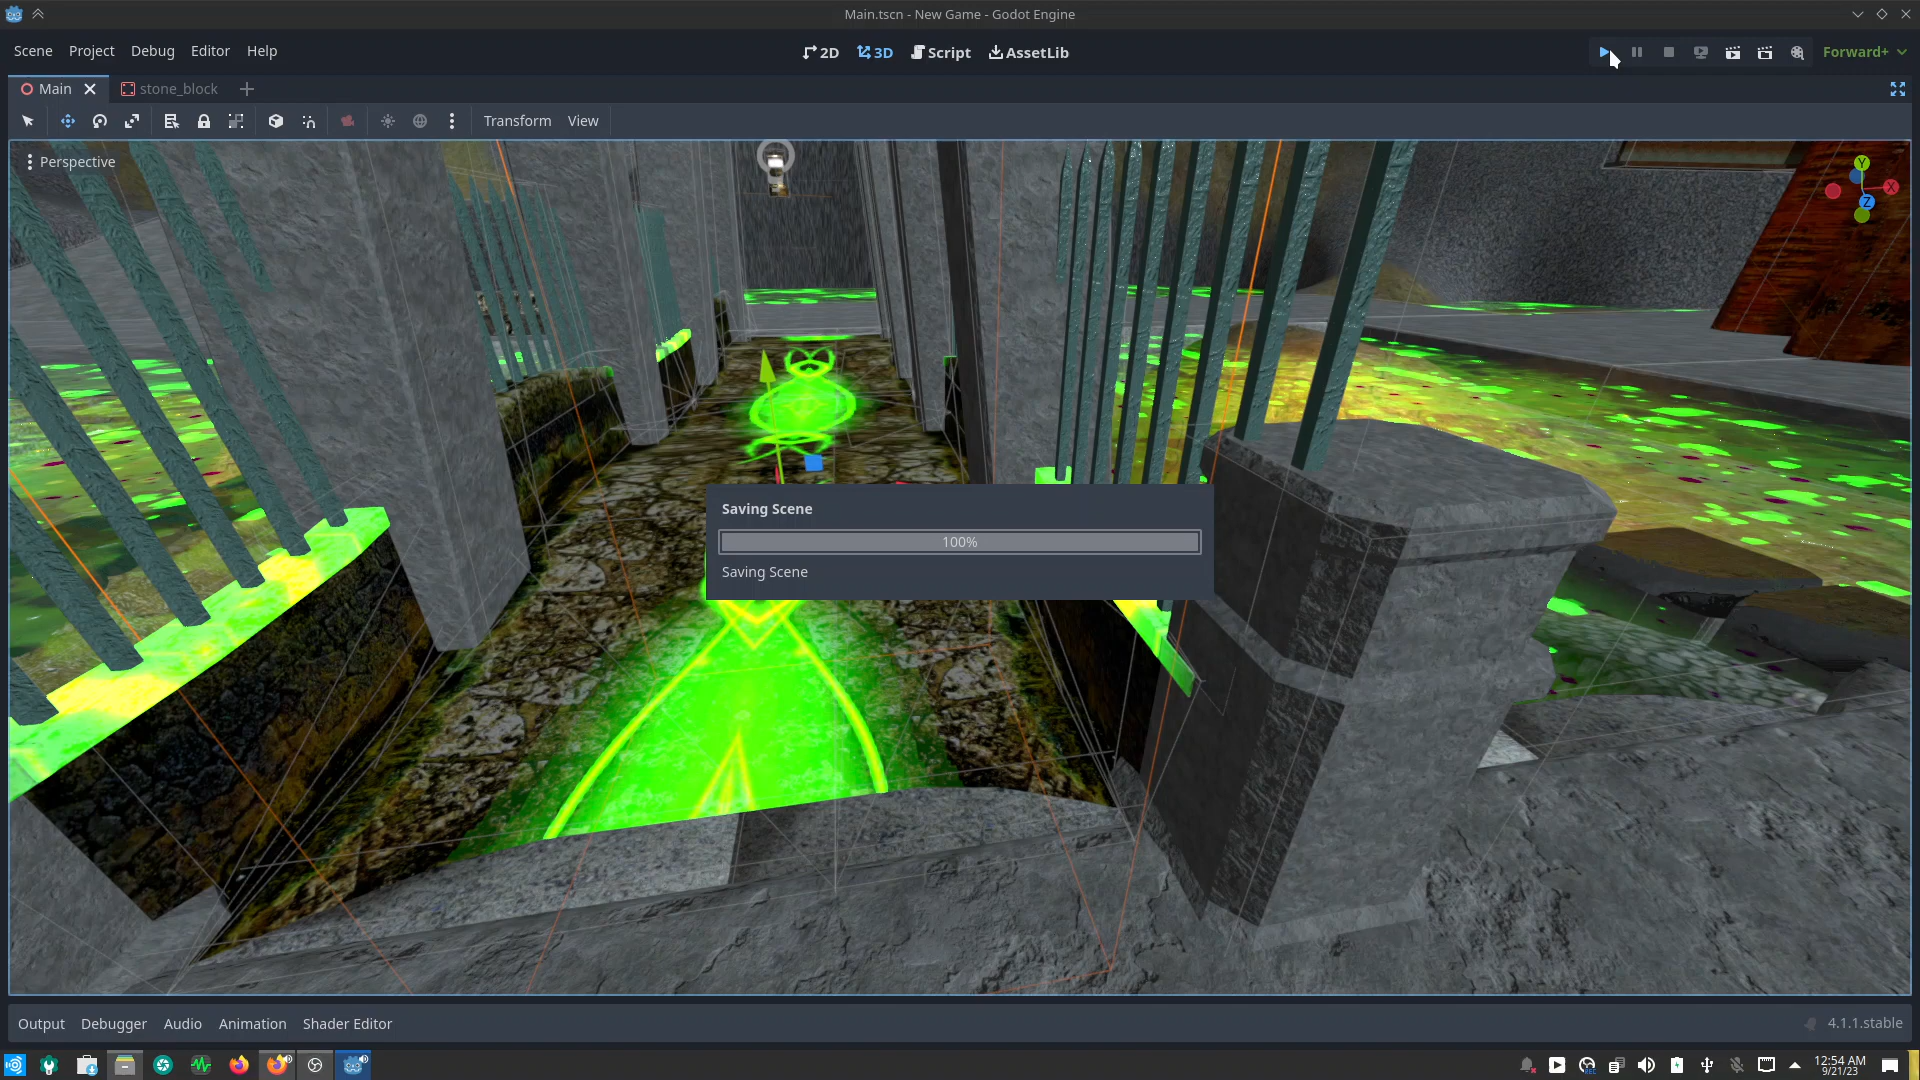 Main.tscn - New Game - Godot Engine
Scene Project Debug Editor Help
2D 3D Script AssetLib
Forward+
Main stone_block
Transform View
Perspective
Y
X
Z
Saving Scene
100%
Saving Scene
Output Debugger Audio Animation Shader Editor
4.1.1.stable
12:54 AM
9/21/23